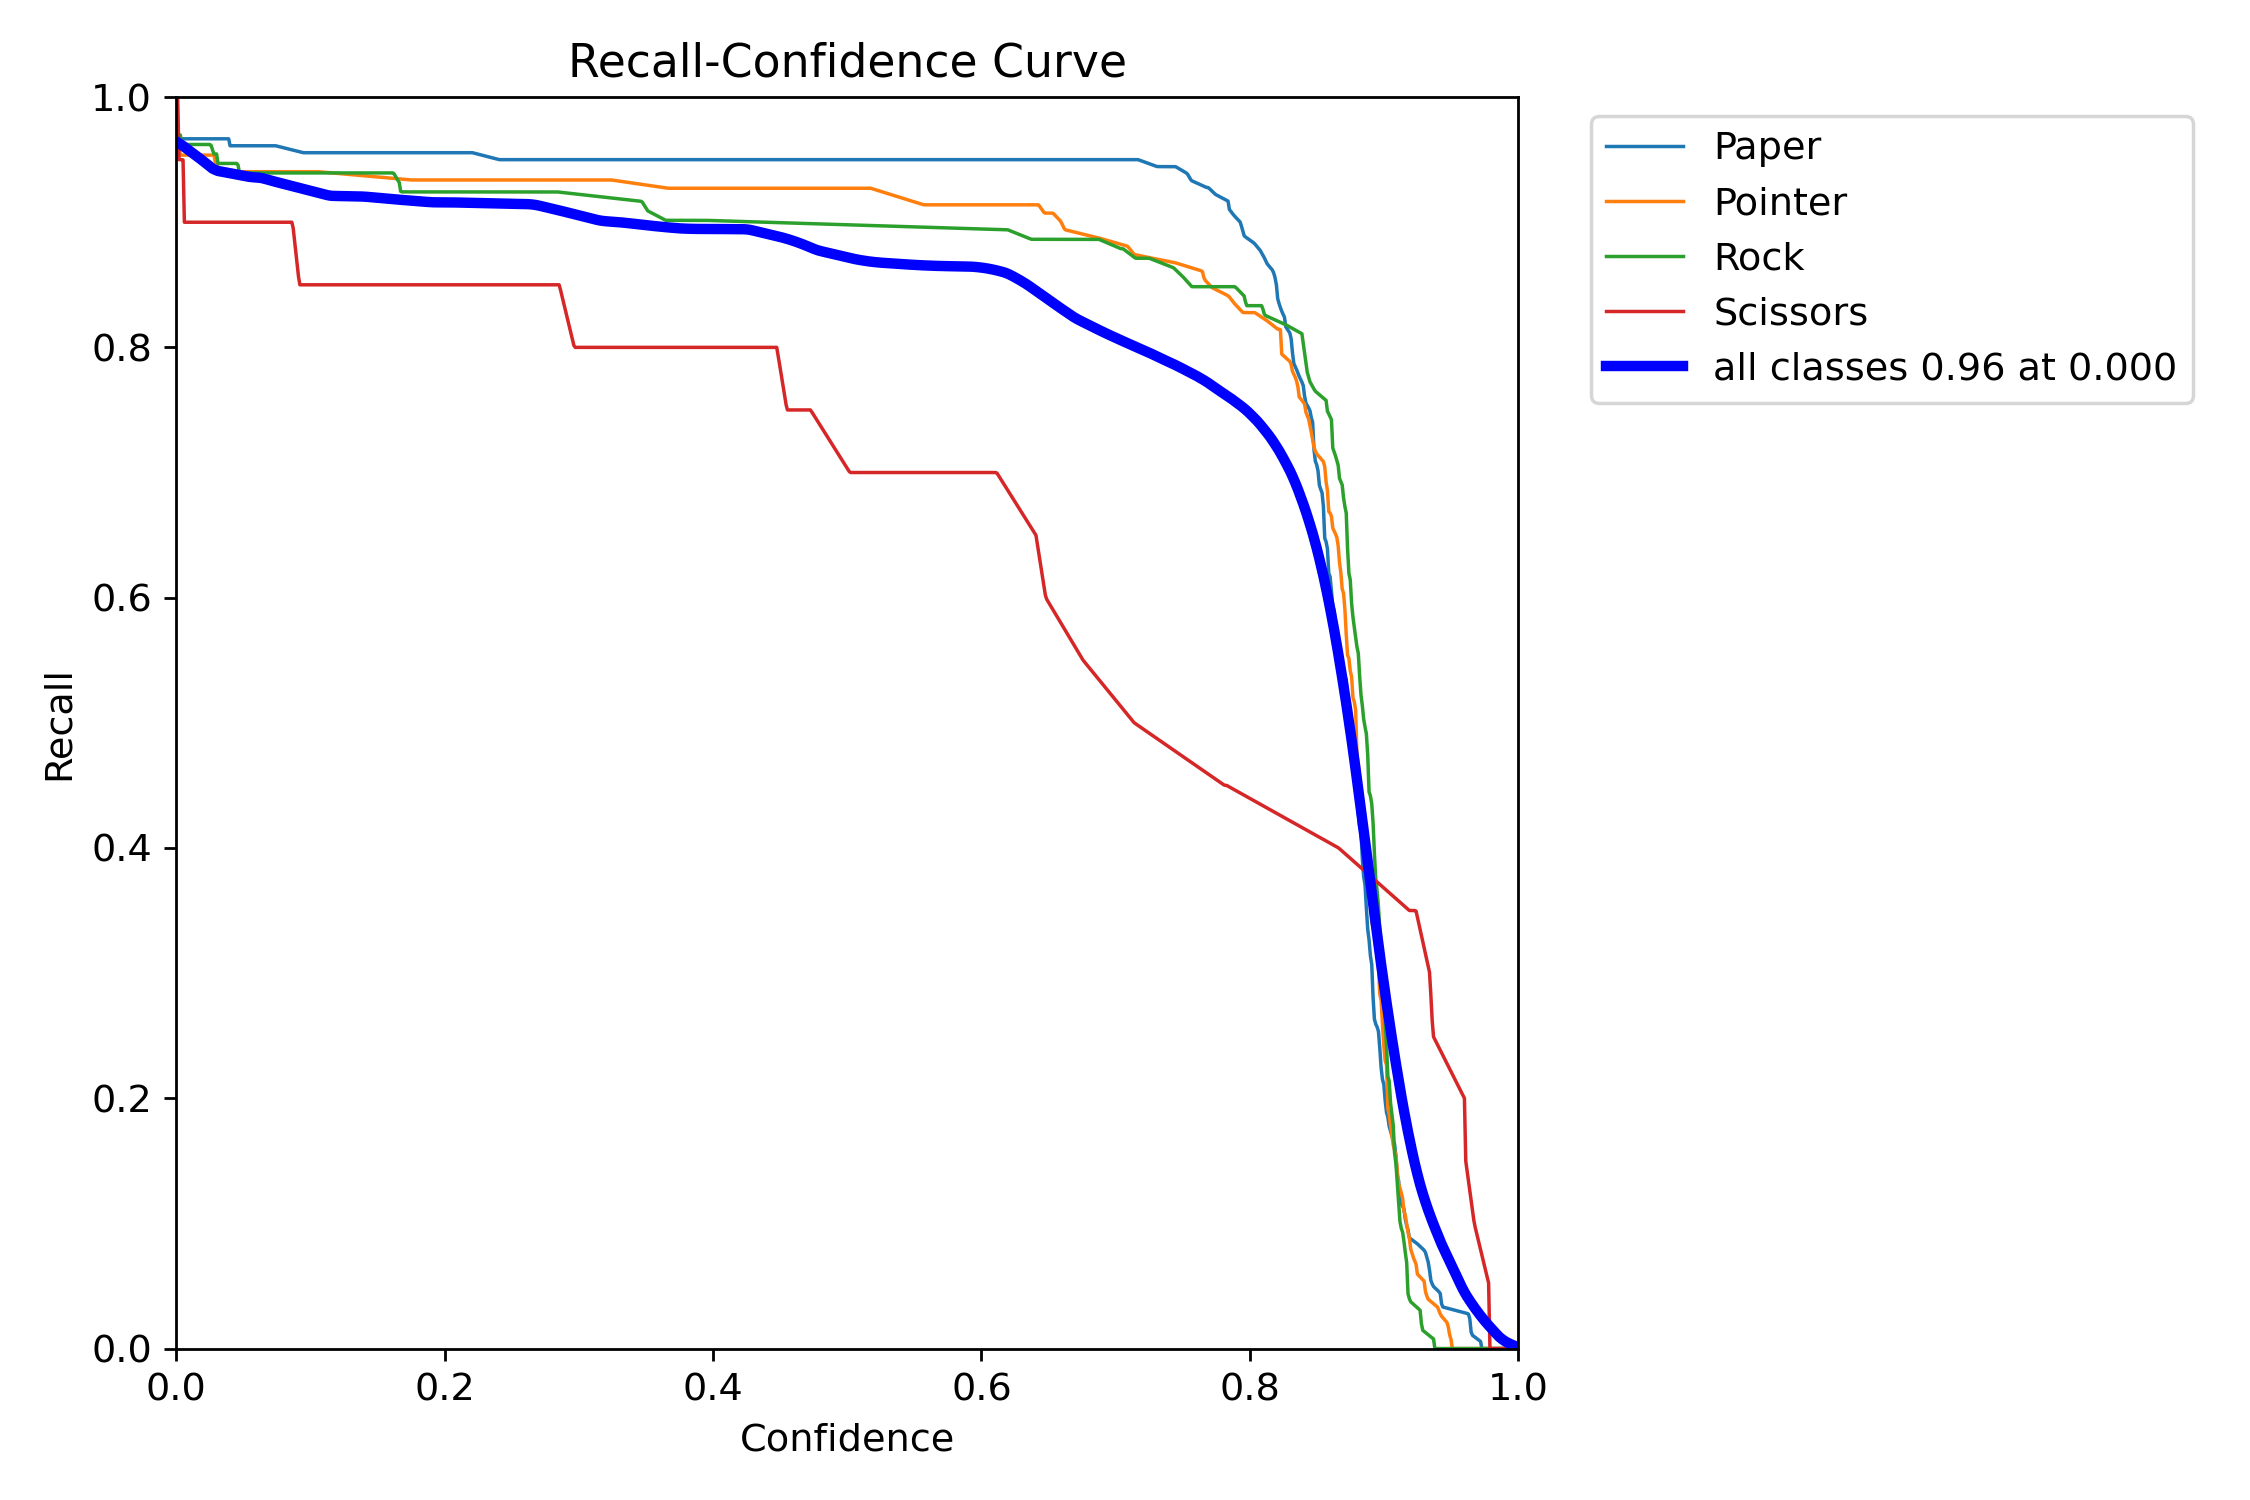 Recall-Confidence Curve
1.0
0.8
0.6
0.4
0.2
0.0
Recall
0.0 0.2 0.4 0.6 0.8 1.0
Confidence
Paper
Pointer
Rock
Scissors
all classes 0.96 at 0.000